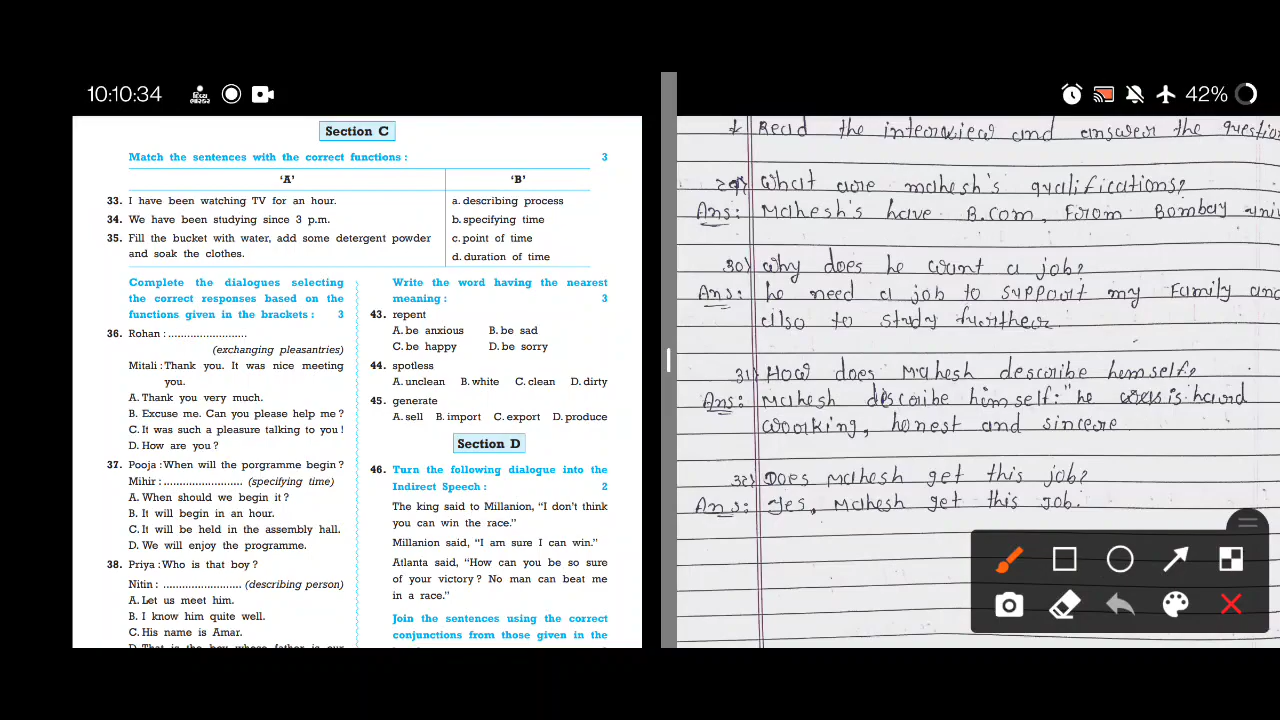 10:10:34
42%
Section C
Match the sentences with the correct functions : 3
'A' 'B'
33. I have been watching TV for an hour. a. describing process
34. We have been studying since 3 p.m. b. specifying time
35. Fill the bucket with water, add some detergent powder c. point of time
and soak the clothes. d. duration of time
Complete the dialogues selecting
the correct responses based on the
functions given in the brackets : 3
36. Rohan : .........................
(exchanging pleasantries)
Mitali : Thank you. It was nice meeting
you.
A. Thank you very much.
B. Excuse me. Can you please help me ?
C. It was such a pleasure talking to you !
D. How are you ?
37. Pooja : When will the porgramme begin ?
Mihir : ......................... (specifying time)
A. When should we begin it ?
B. It will begin in an hour.
C. It will be held in the assembly hall.
D. We will enjoy the programme.
38. Priya : Who is that boy ?
Nitin : ......................... (describing person)
A. Let us meet him.
B. I know him quite well.
C. His name is Amar.
D. That is the boy whose father is our
Write the word having the nearest
meaning : 3
43. repent
A. be anxious B. be sad
C. be happy D. be sorry
44. spotless
A. unclean B. white C. clean D. dirty
45. generate
A. sell B. import C. export D. produce
Section D
46. Turn the following dialogue into the
Indirect Speech : 2
The king said to Millanion, "I don't think
you can win the race."
Millanion said, "I am sure I can win."
Atlanta said, "How can you be so sure
of your victory ? No man can beat me
in a race."
Join the sentences using the correct
conjunctions from those given in the
Read the interview and answer the question
29) What are mahesh's qualifications?
Ans: Mahesh's have B.Com, From Bombay uni
30) Why does he want a job?
Ans: he need a job to support my Family and
also to study further
31) How does Mahesh describe hemself?
Ans: Mahesh describe himself: "he is hard
working, honest and sincere
32) Does mahesh get this job?
Ans: Yes, Mahesh get this Job.